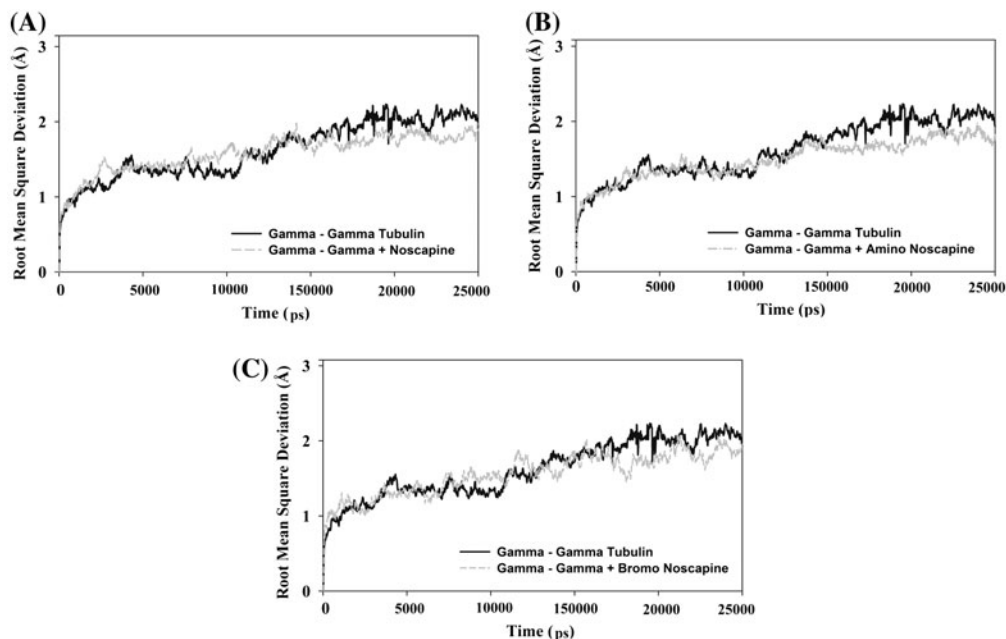 (A)
Root Mean Square Deviation (Å)
3
2
1
0
Gamma - Gamma Tubulin
Gamma - Gamma + Noscapine
0 5000 10000 150000 20000 25000
Time (ps)
(B)
Root Mean Square Deviation (Å)
3
2
1
0
Gamma - Gamma Tubulin
Gamma - Gamma + Amino Noscapine
0 5000 10000 150000 20000 25000
Time (ps)
(C)
Root Mean Square Deviation (Å)
3
2
1
0
Gamma - Gamma Tubulin
Gamma - Gamma + Bromo Noscapine
0 5000 10000 150000 20000 25000
Time (ps)